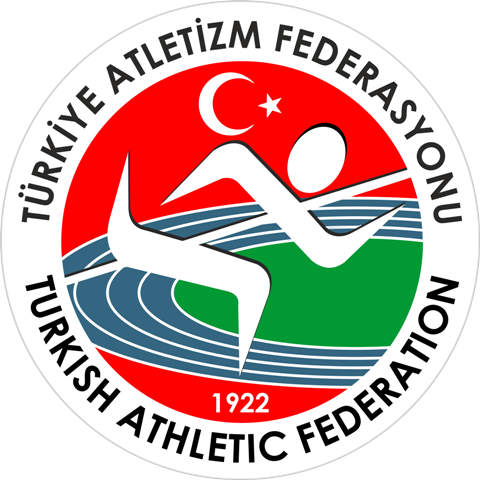 TÜRKİYE ATLETİZM FEDERASYONU
1922
TURKISH ATHLETIC FEDERATION